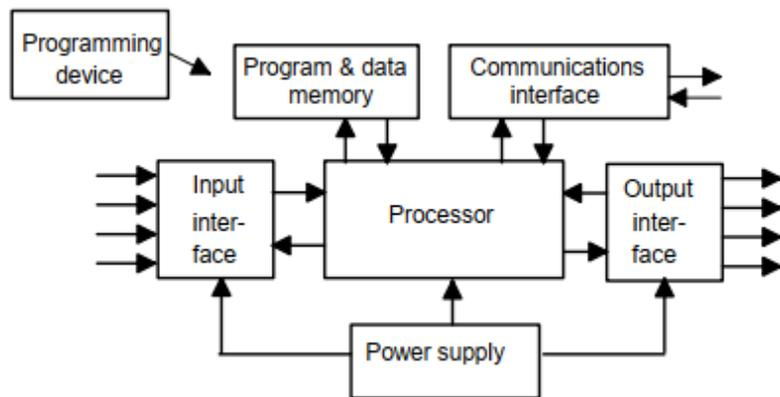 Programming
device
Program & data
memory
Communications
interface
Input
inter-
face
Processor
Output
inter-
face
Power supply